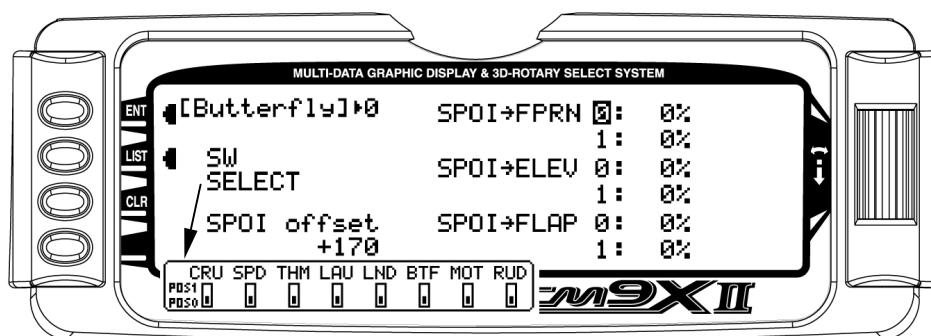 MULTI-DATA GRAPHIC DISPLAY & 3D-ROTARY SELECT SYSTEM
ENT
LIST
CLR
[Butterfly]▸0
SW
SELECT
SPOI offset
+170
SPOI→FPRN 0: 0%
1: 0%
SPOI→ELEV 0: 0%
1: 0%
SPOI→FLAP 0: 0%
1: 0%
CRU SPD THM LAU LND BTF MOT RUD
POS1
POS0
9XII